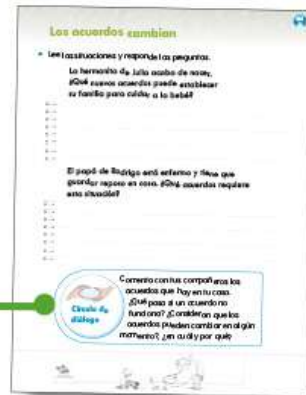 Los acuerdos cambian
Lee las situaciones y responde las preguntas.
La hermanita de Julia acaba de nacer,
¿Qué nuevos acuerdos puede establecer
su familia para cuidar a la bebé?
El papá de Rodrigo está enfermo y tiene que
guardar reposo en casa. ¿Qué acuerdos requiere
esta situación?
Círculo de
diálogo
Comenta con tus compañeros los
acuerdos que hay en tu casa.
¿Qué pasa si un acuerdo no
funciona? ¿Consideran que los
acuerdos pueden cambiar en algún
momento?, ¿en cuál y por qué?